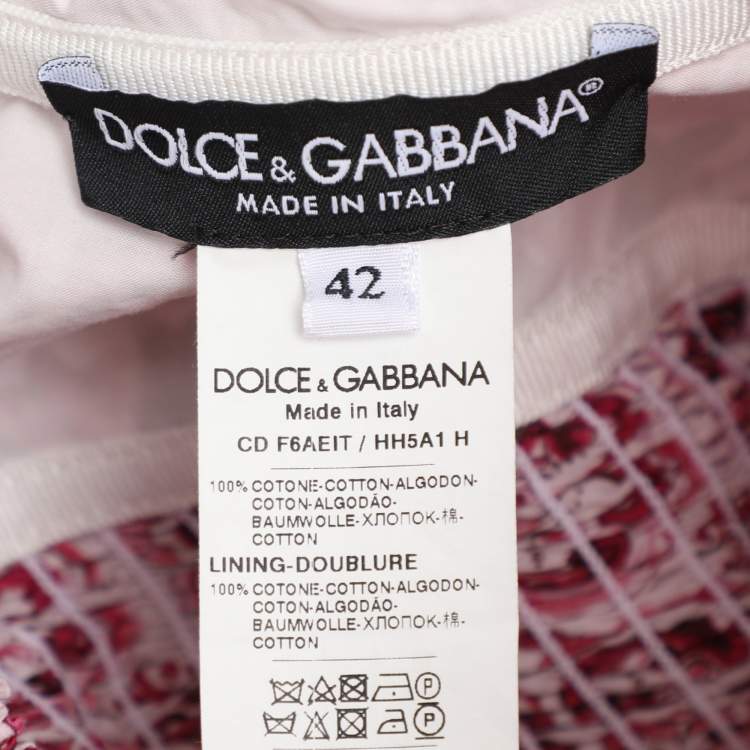 DOLCE & GABBANA®
MADE IN ITALY
42
DOLCE & GABBANA
Made in Italy
CD F6AEIT / HH5A1 H
100% COTONE-COTTON-ALGODON-
COTON-ALGODÃO-
BAUMWOLLE-ХЛОПОК-棉-
COTTON
LINING-DOUBLURE
100% COTONE-COTTON-ALGODON-
COTON-ALGODÃO-
BAUMWOLLE-ХЛОПОК-棉-
COTTON
P
P